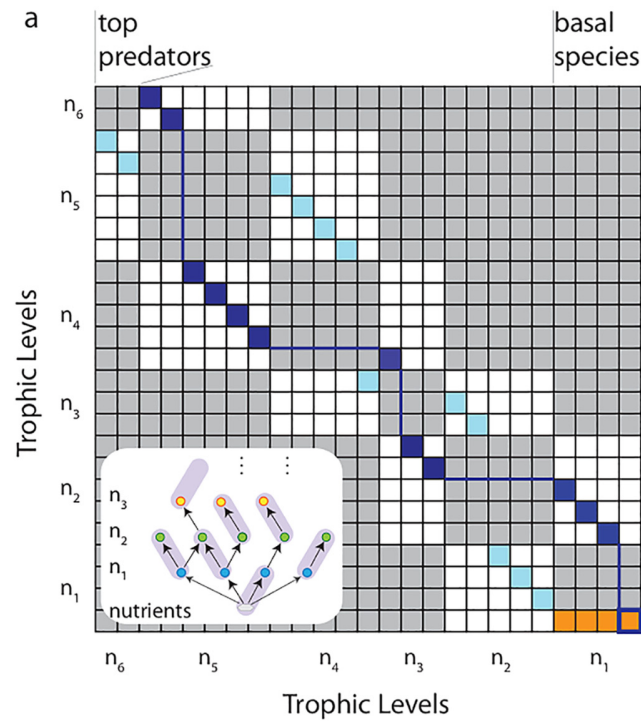 a
top
predators
basal
species
n6
n5
n4
n3
n2
n1
Trophic Levels
n3
n2
n1
nutrients
n6 n5 n4 n3 n2 n1
Trophic Levels